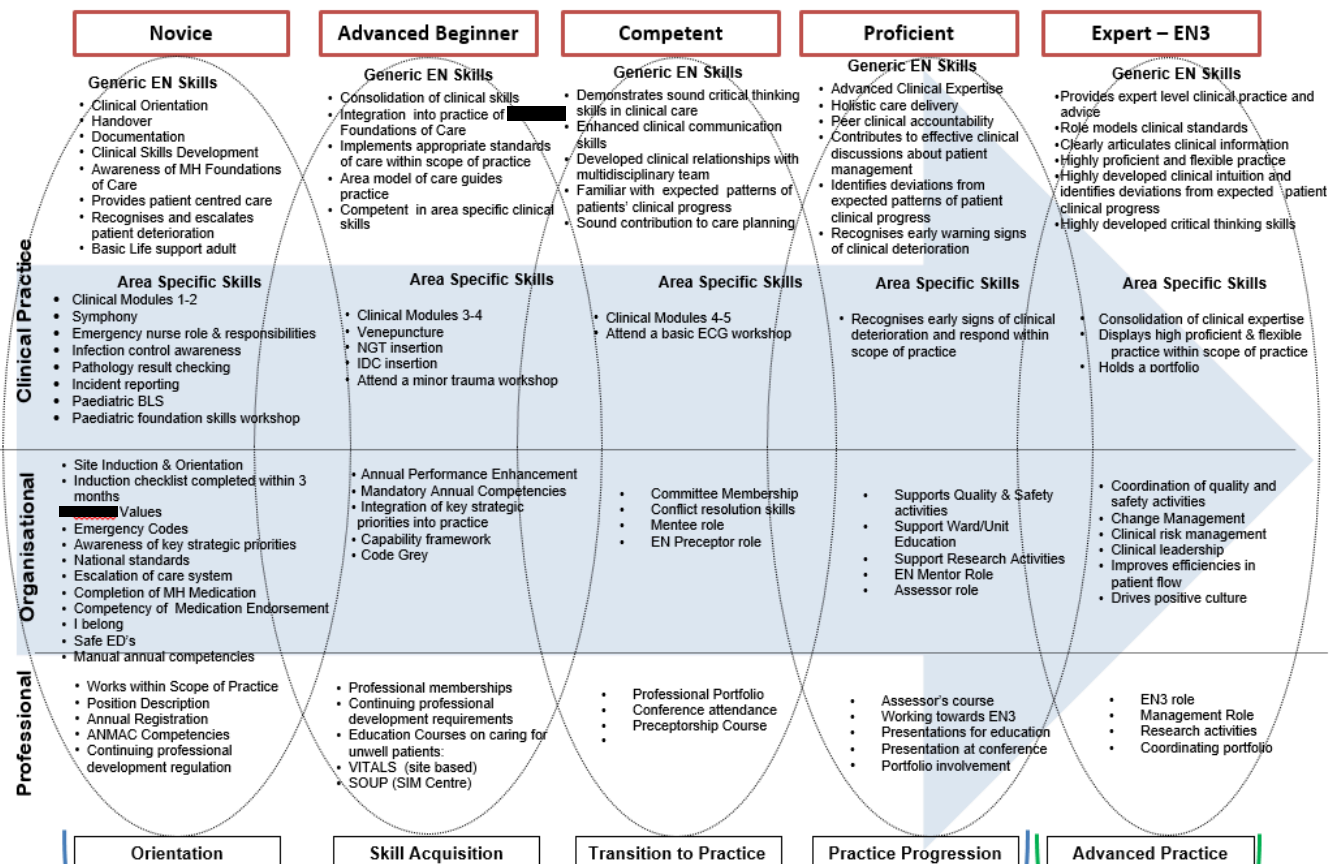 Novice
Advanced Beginner
Competent
Proficient
Expert – EN3
Clinical Practice
Generic EN Skills
• Clinical Orientation
• Handover
• Documentation
• Clinical Skills Development
• Awareness of MH Foundations
of Care
• Provides patient centred care
• Recognises and escalates
patient deterioration
• Basic Life support adult
Generic EN Skills
• Consolidation of clinical skills
• Integration into practice of
Foundations of Care
• Implements appropriate standards
of care within scope of practice
• Area model of care guides
practice
• Competent in area specific clinical
skills
Generic EN Skills
• Demonstrates sound critical thinking
skills in clinical care
• Enhanced clinical communication
skills
• Developed clinical relationships with
multidisciplinary team
• Familiar with expected patterns of
patients' clinical progress
• Sound contribution to care planning
Generic EN Skills
• Advanced Clinical Expertise
• Holistic care delivery
• Peer clinical accountability
• Contributes to effective clinical
discussions about patient
management
• Identifies deviations from
expected patterns of patient
clinical progress
• Recognises early warning signs
of clinical deterioration
Generic EN Skills
•Provides expert level clinical practice and
advice
•Role models clinical standards
•Clearly articulates clinical information
•Highly proficient and flexible practice
•Highly developed clinical intuition and
identifies deviations from expected patient
clinical progress
•Highly developed critical thinking skills
Area Specific Skills
• Clinical Modules 1-2
• Symphony
• Emergency nurse role & responsibilities
• Infection control awareness
• Pathology result checking
• Incident reporting
• Paediatric BLS
• Paediatric foundation skills workshop
Area Specific Skills
• Clinical Modules 3-4
• Venepuncture
• NGT insertion
• IDC insertion
• Attend a minor trauma workshop
Area Specific Skills
• Clinical Modules 4-5
• Attend a basic ECG workshop
Area Specific Skills
• Recognises early signs of clinical
deterioration and respond within
scope of practice
Area Specific Skills
• Consolidation of clinical expertise
• Displays high proficient & flexible
practice within scope of practice
• Holds a portfolio
Organisational
• Site Induction & Orientation
• Induction checklist completed within 3
months
Values
• Emergency Codes
• Awareness of key strategic priorities
• National standards
• Escalation of care system
• Completion of MH Medication
• Competency of Medication Endorsement
• I belong
• Safe ED's
• Manual annual competencies
• Annual Performance Enhancement
• Mandatory Annual Competencies
• Integration of key strategic
priorities into practice
• Capability framework
• Code Grey
• Committee Membership
• Conflict resolution skills
• Mentee role
• EN Preceptor role
• Supports Quality & Safety
activities
• Support Ward/Unit
Education
• Support Research Activities
• EN Mentor Role
• Assessor role
• Coordination of quality and
safety activities
• Change Management
• Clinical risk management
• Clinical leadership
• Improves efficiencies in
patient flow
• Drives positive culture
Professional
• Works within Scope of Practice
• Position Description
• Annual Registration
• ANMAC Competencies
• Continuing professional
development regulation
• Professional memberships
• Continuing professional
development requirements
• Education Courses on caring for
unwell patients:
• VITALS (site based)
• SOUP (SIM Centre)
• Professional Portfolio
• Conference attendance
• Preceptorship Course
•
• Assessor's course
• Working towards EN3
• Presentations for education
• Presentation at conference
• Portfolio involvement
• EN3 role
• Management Role
• Research activities
• Coordinating portfolio
Orientation
Skill Acquisition
Transition to Practice
Practice Progression
Advanced Practice